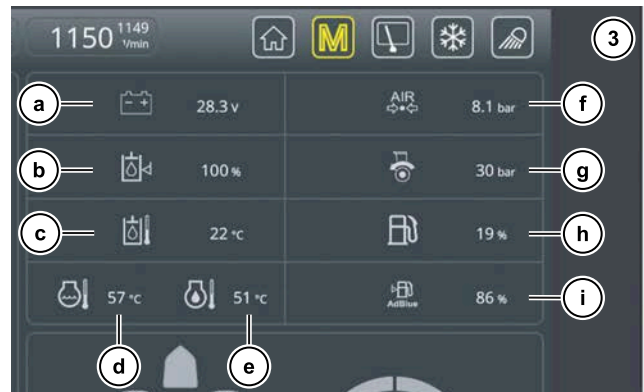 1150 1149
1/min
M
3
a 28.3 v AIR 8.1 bar f
b 100 % 30 bar g
c 22 °C 19 % h
57 °C 51 °C AdBlue 86 % i
d e